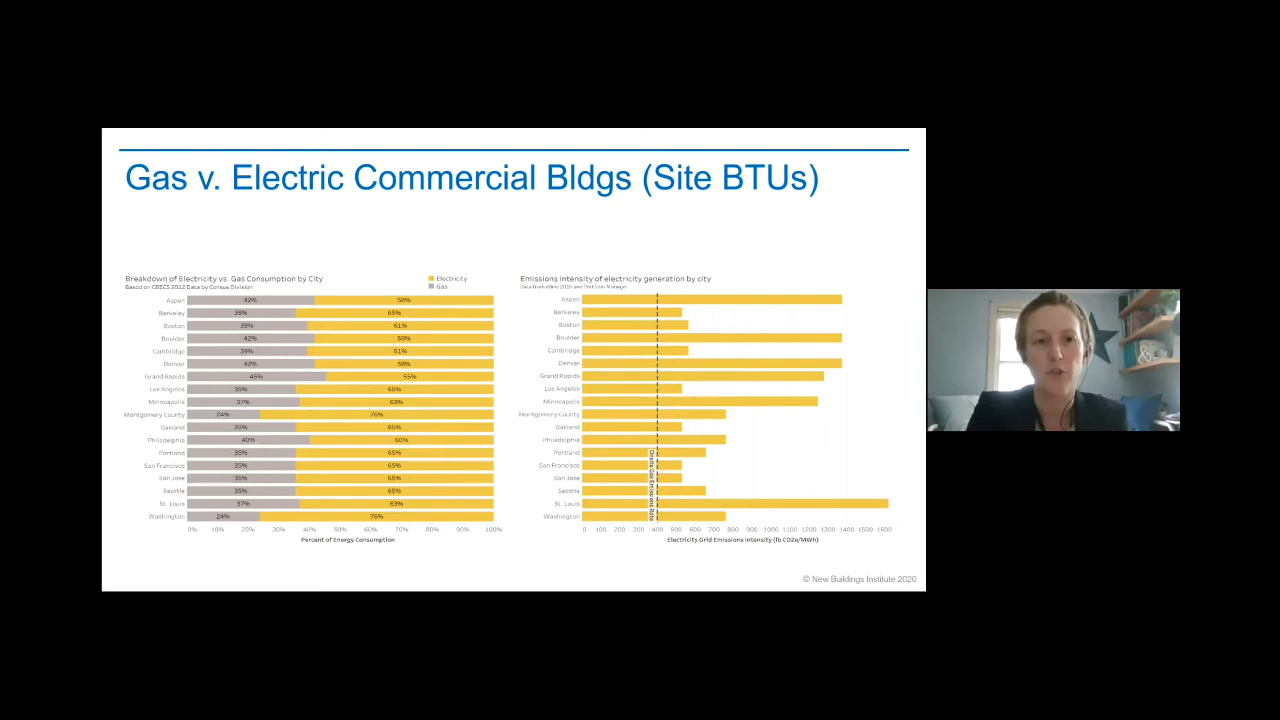 Gas v. Electric Commercial Bldgs (Site BTUs)
Breakdown of Electricity vs. Gas Consumption by City
Based on CBECS 2012 Data by Census Division
Electricity
Gas
Aspen 42% 58%
Berkeley 35% 65%
Boston 39% 61%
Boulder 42% 58%
Cambridge 39% 61%
Denver 42% 58%
Grand Rapids 45% 55%
Los Angeles 35% 65%
Minneapolis 37% 63%
Montgomery County 24% 76%
Oakland 35% 65%
Philadelphia 40% 60%
Portland 35% 65%
San Francisco 35% 65%
San Jose 35% 65%
Seattle 35% 65%
St. Louis 37% 63%
Washington 24% 76%
0% 10% 20% 30% 40% 50% 60% 70% 80% 90% 100%
Percent of Energy Consumption
Emissions intensity of electricity generation by city
Data from eGrid 2016 and Portfolio Manager
Aspen
Berkeley
Boston
Boulder
Cambridge
Denver
Grand Rapids
Los Angeles
Minneapolis
Montgomery County
Oakland
Philadelphia
Portland
San Francisco
San Jose
Seattle
St. Louis
Washington
Onsite Gas Emissions Rate
0 100 200 300 400 500 600 700 800 900 1000 1100 1200 1300 1400 1500 1600
Electricity Grid Emissions Intensity (lb CO2e/MWh)
© New Buildings Institute 2020